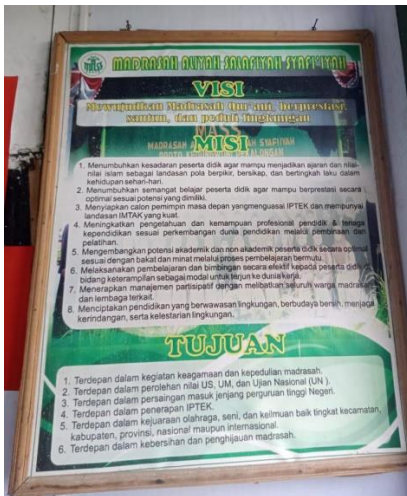 MADRASAH ALIYAH SALAFIYAH SYAFI'IYAH
VISI
Mewujudkan Madrasah Qur'ani, berprestasi,
santun, dan peduli lingkungan
MASS
MADRASAH SYAFIIYAH
MISI
1. Menumbuhkan kesadaran peserta didik agar mampu menjadikan ajaran dan nilai-
nilai islam sebagai landasan pola berpikir, bersikap, dan bertingkah laku dalam
kehidupan sehari-hari.
2. Menumbuhkan semangat belajar peserta didik agar mampu berprestasi secara
optimal sesuai potensi yang dimiliki.
3. Menyiapkan calon pemimpin masa depan yang menguasai IPTEK dan mempunyai
landasan IMTAK yang kuat.
4. Meningkatkan pengetahuan dan kemampuan profesional pendidik & tenaga
kependidikan sesuai perkembangan dunia pendidikan melalui pembinaan dan
pelatihan.
5. Mengembangkan potensi akademik dan non akademik peserta didik secara optimal
sesuai dengan bakat dan minat melalui proses pembelajaran bermutu.
6. Melaksanakan pembelajaran dan bimbingan secara efektif kepada peserta didik
bidang keterampilan sebagai modal untuk terjun ke dunia kerja.
7. Menerapkan manajemen partisipatif dengan melibatkan seluruh warga madrasah
dan lembaga terkait.
8. Menciptakan pendidikan yang berwawasan lingkungan, berbudaya bersih, menjaga
kerindangan, serta kelestarian lingkungan.
TUJUAN
1. Terdepan dalam kegiatan keagamaan dan kepedulian madrasah.
2. Terdepan dalam perolehan nilai US, UM, dan Ujian Nasional (UN ).
3. Terdepan dalam persaingan masuk jenjang perguruan tinggi Negeri.
4. Terdepan dalam penerapan IPTEK.
5. Terdepan dalam kejuaraan olahraga, seni, dan keilmuan baik tingkat kecamatan,
kabupaten, provinsi, nasional maupun internasional.
6. Terdepan dalam kebersihan dan penghijauan madrasah.